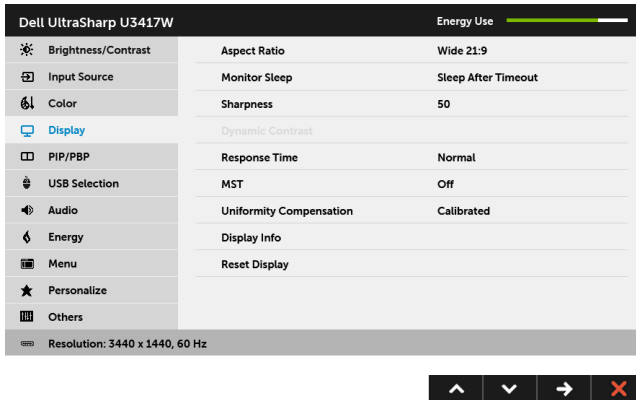 Dell UltraSharp U3417W Energy Use
Brightness/Contrast Aspect Ratio Wide 21:9
Input Source Monitor Sleep Sleep After Timeout
Color Sharpness 50
Display Dynamic Contrast
PIP/PBP Response Time Normal
USB Selection MST Off
Audio Uniformity Compensation Calibrated
Energy Display Info
Menu Reset Display
Personalize
Others
Resolution: 3440 x 1440, 60 Hz